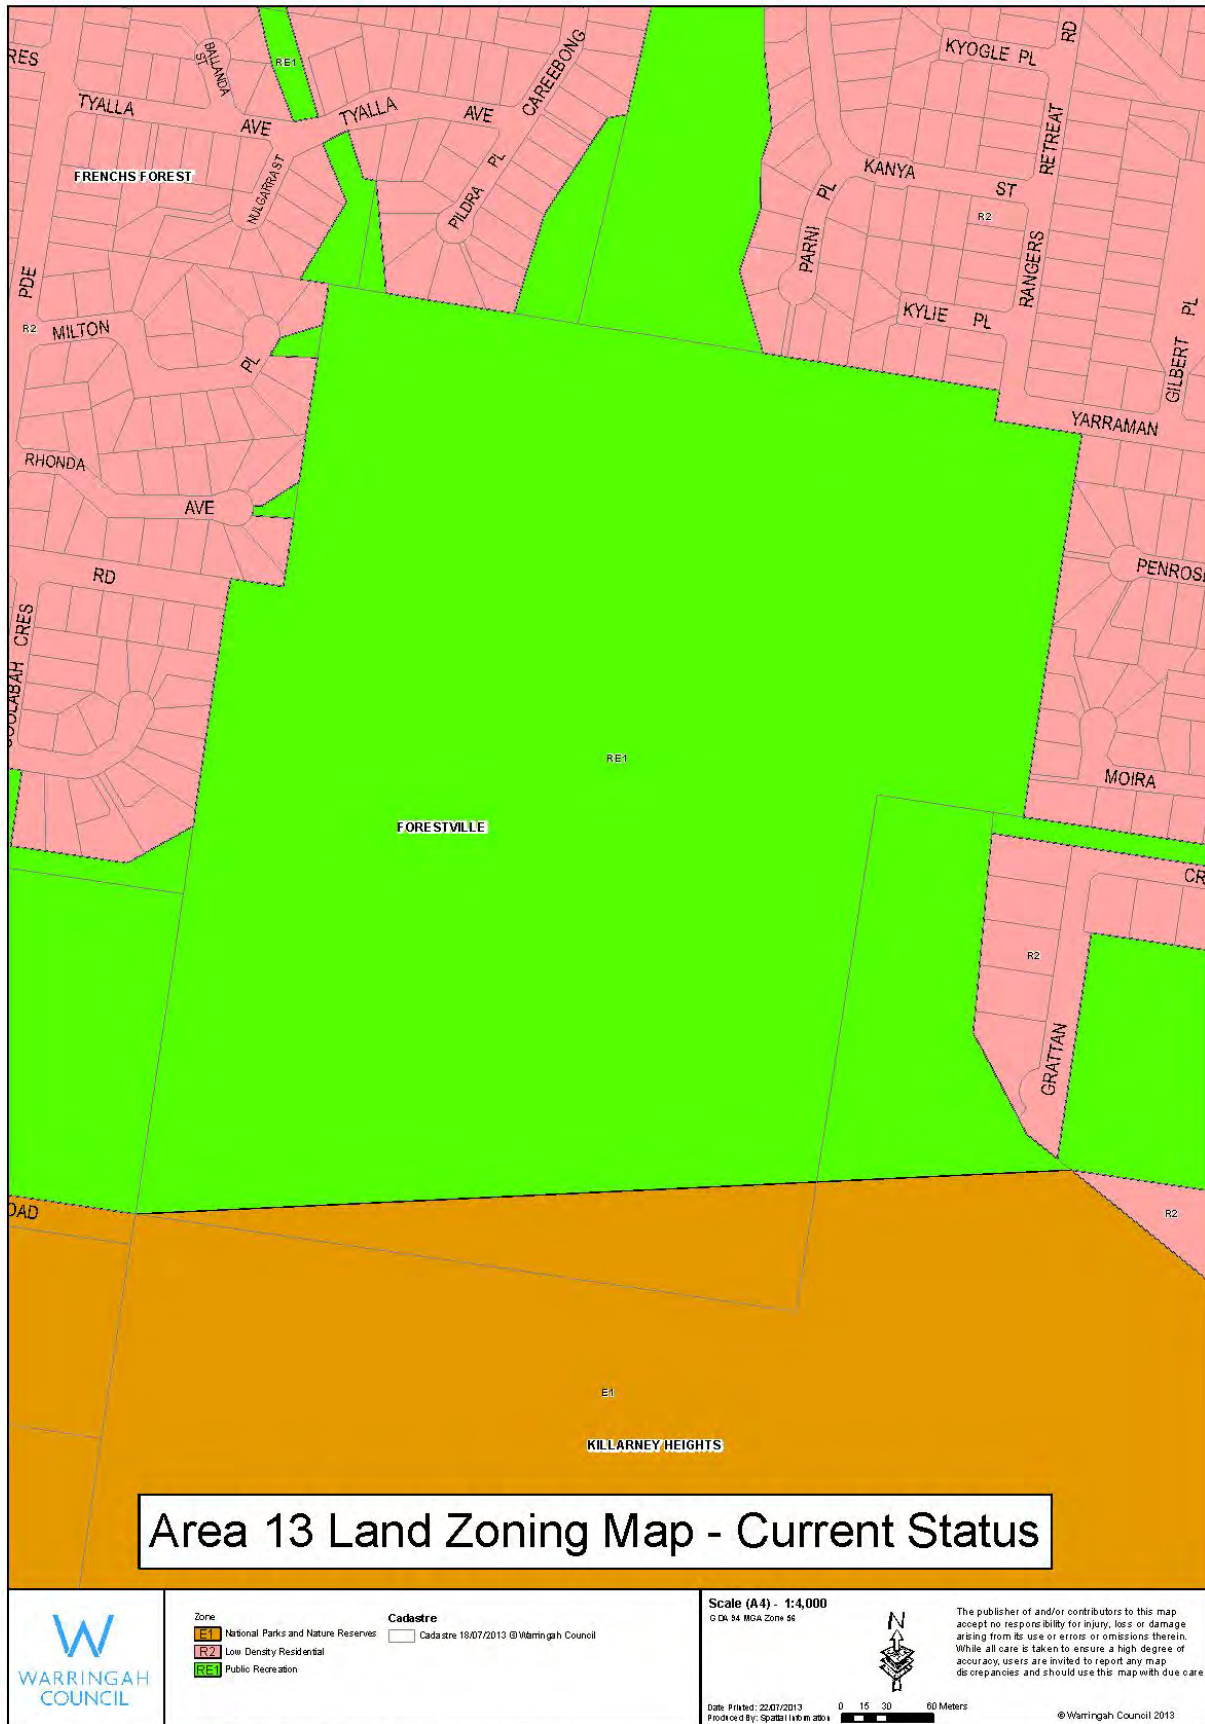 RES
BALLANDA
ST
RE1
TYALLA
AVE
TYALLA
AVE
CAREEBONG
KYOGLE PL
RD
RETREAT
FRENCHS FOREST
NULGARRA ST
PILDRA PL
KANYA
ST
R2
PARNI PL
RANGERS
PDE
R2
MILTON
PL
KYLIE PL
GILBERT PL
YARRAMAN
RHONDA
AVE
RD
PENROS
CRES
RE1
MOIRA
FORESTVILLE
CR
R2
GRATTAN
OAD
R2
E1
KILLARNEY HEIGHTS
Area 13 Land Zoning Map - Current Status
WARRINGAH
COUNCIL
Zone
E1 National Parks and Nature Reserves
R2 Low Density Residential
RE1 Public Recreation
Cadastre
Cadastre 18/07/2013 © Warringah Council
Scale (A4) - 1:4,000
GDA 94 MGA Zone 56
N
Date Printed: 22/07/2013
Produced By: Spatial Information
0 15 30 60 Meters
The publisher of and/or contributors to this map
accept no responsibility for injury, loss or damage
arising from its use or errors or omissions therein.
While all care is taken to ensure a high degree of
accuracy, users are invited to report any map
discrepancies and should use this map with due care
© Warringah Council 2013